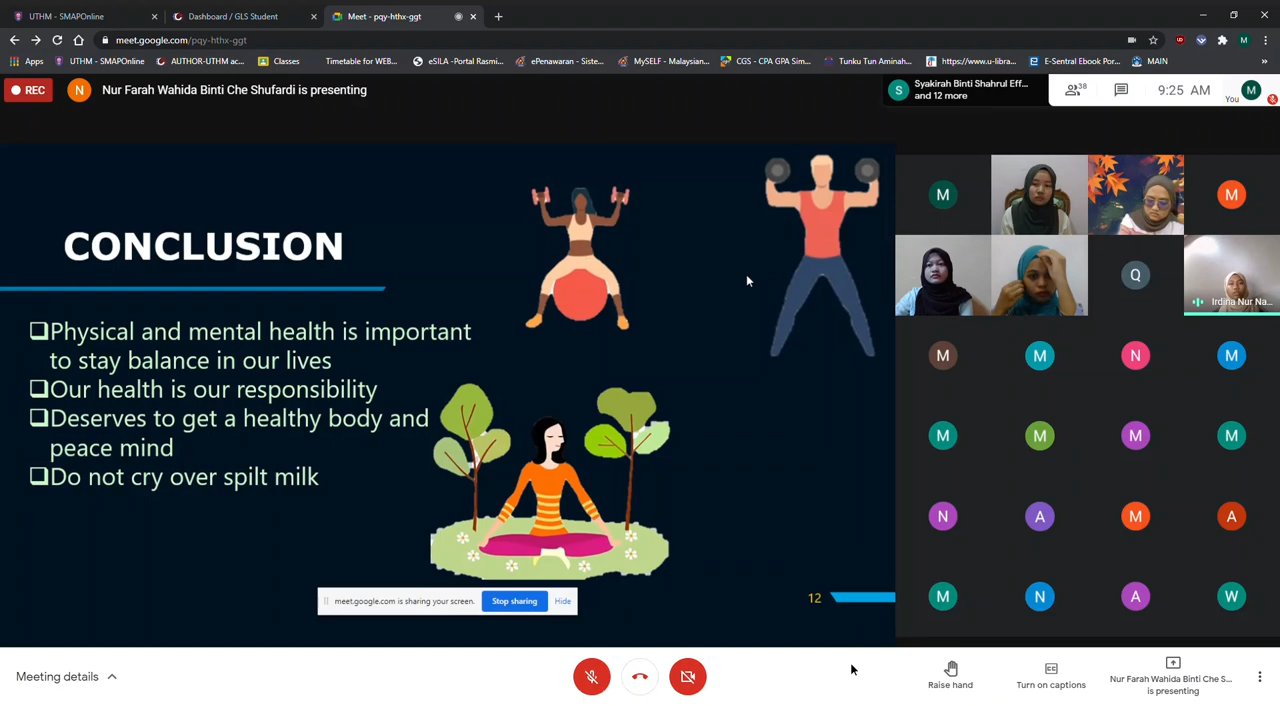 UTHM - SMAPOnline
Dashboard / GLS Student
Meet - pqy-hthx-ggt
meet.google.com/pqy-hthx-ggt
Apps
UTHM - SMAPOnline
AUTHOR-UTHM ac...
Classes
Timetable for WEB...
eSILA -Portal Rasmi...
ePenawaran - Siste...
MySELF - Malaysian...
CGS - CPA GPA Sim...
Tunku Tun Aminah...
https://www.u-libra...
E-Sentral Ebook Por...
MAIN
REC
N
Nur Farah Wahida Binti Che Shufardi is presenting
S
Syakirah Binti Shahrul Eff...
and 12 more
38
9:25 AM
You
M
CONCLUSION
Physical and mental health is important
to stay balance in our lives
Our health is our responsibility
Deserves to get a healthy body and
peace mind
Do not cry over spilt milk
meet.google.com is sharing your screen.
Stop sharing
Hide
12
M
M
Q
Irdina Nur Na...
M M N M
M M M M
N A M A
M N A W
Meeting details
Raise hand
Turn on captions
Nur Farah Wahida Binti Che S...
is presenting